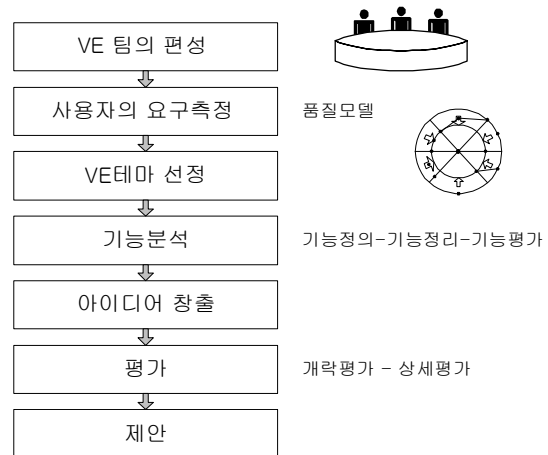 VE 팀의 편성
사용자의 요구측정
품질모델
VE테마 선정
기능분석
기능정의-기능정리-기능평가
아이디어 창출
평가
개략평가 - 상세평가
제안